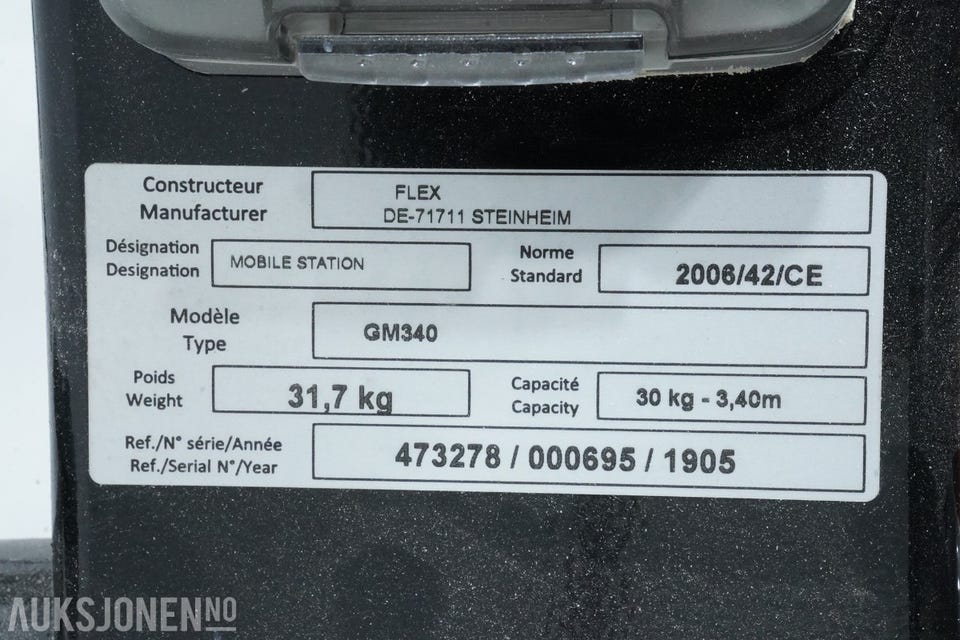 Constructeur
Manufacturer
FLEX
DE-71711 STEINHEIM
Désignation
Designation
MOBILE STATION
Norme
Standard
2006/42/CE
Modèle
Type
GM340
Poids
Weight
31,7 kg
Capacité
Capacity
30 kg - 3,40m
Ref./N° série/Année
Ref./Serial N°/Year
473278 / 000695 / 1905
AUKSJONEN.NO